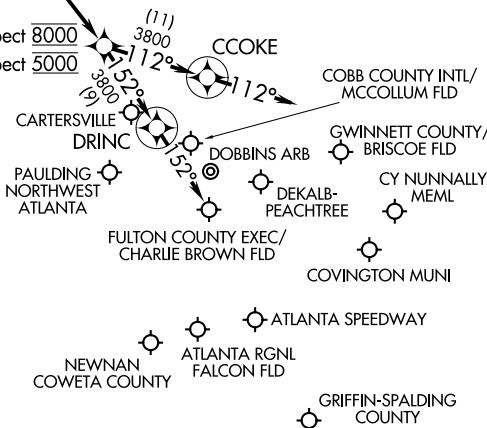 pect 8000
pect 5000
(11)
3800
112°
CCOKE
112°
152°
3800
(9)
CARTERSVILLE
DRINC
152°
COBB COUNTY INTL/
MCCOLLUM FLD
DOBBINS ARB
GWINNETT COUNTY/
BRISCOE FLD
PAULDING
NORTHWEST
ATLANTA
DEKALB-
PEACHTREE
CY NUNNALLY
MEML
FULTON COUNTY EXEC/
CHARLIE BROWN FLD
COVINGTON MUNI
ATLANTA SPEEDWAY
NEWNAN
COWETA COUNTY
ATLANTA RGNL
FALCON FLD
GRIFFIN-SPALDING
COUNTY